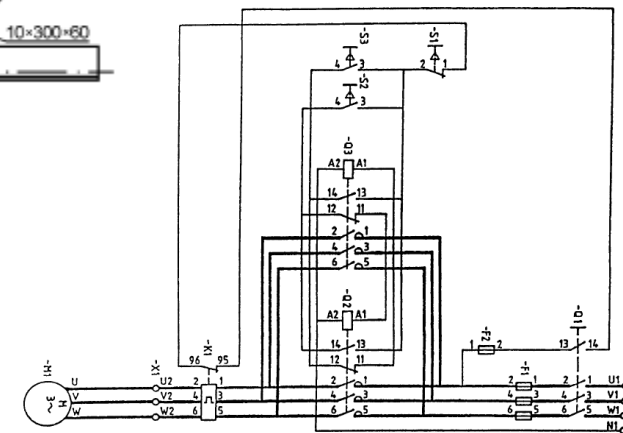 10×300×60
-S3
-S1
4 3
2 1
-S2
4 3
-Q3
A2 A1
14 13
12 11
2 1
4 3
6 5
-Q2
A2 A1
14 13
12 11
2 1
4 3
6 5
-K1
96 95
2 1
4 3
6 5
-F2
1 2
-Q1
13 14
-F1
2 1
4 3
6 5
2 1
4 3
6 5
U1
V1
W1
N1
-M1
M
3~
U
V
W
-X1
U2
V2
W2